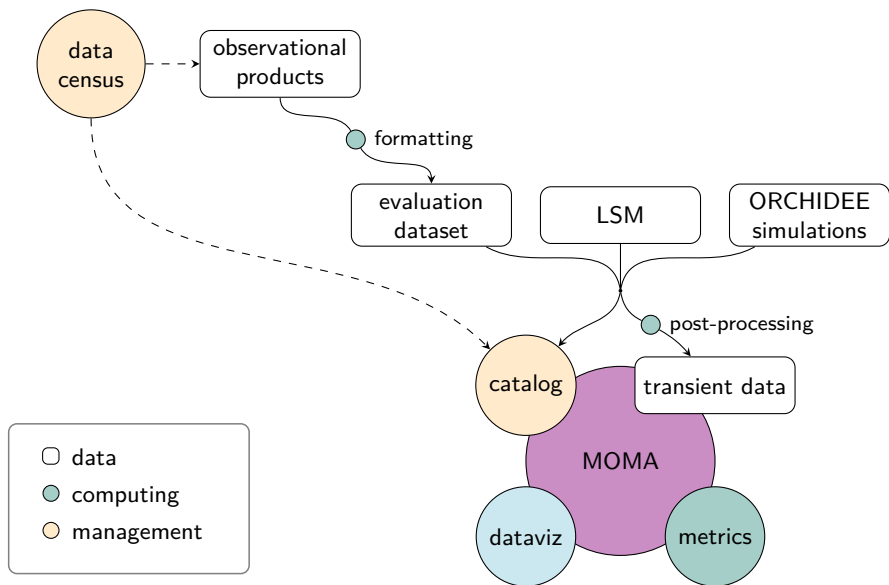 data
census
observational
products
formatting
evaluation
dataset
LSM
ORCHIDEE
simulations
post-processing
catalog
transient data
MOMA
dataviz
metrics
data
computing
management